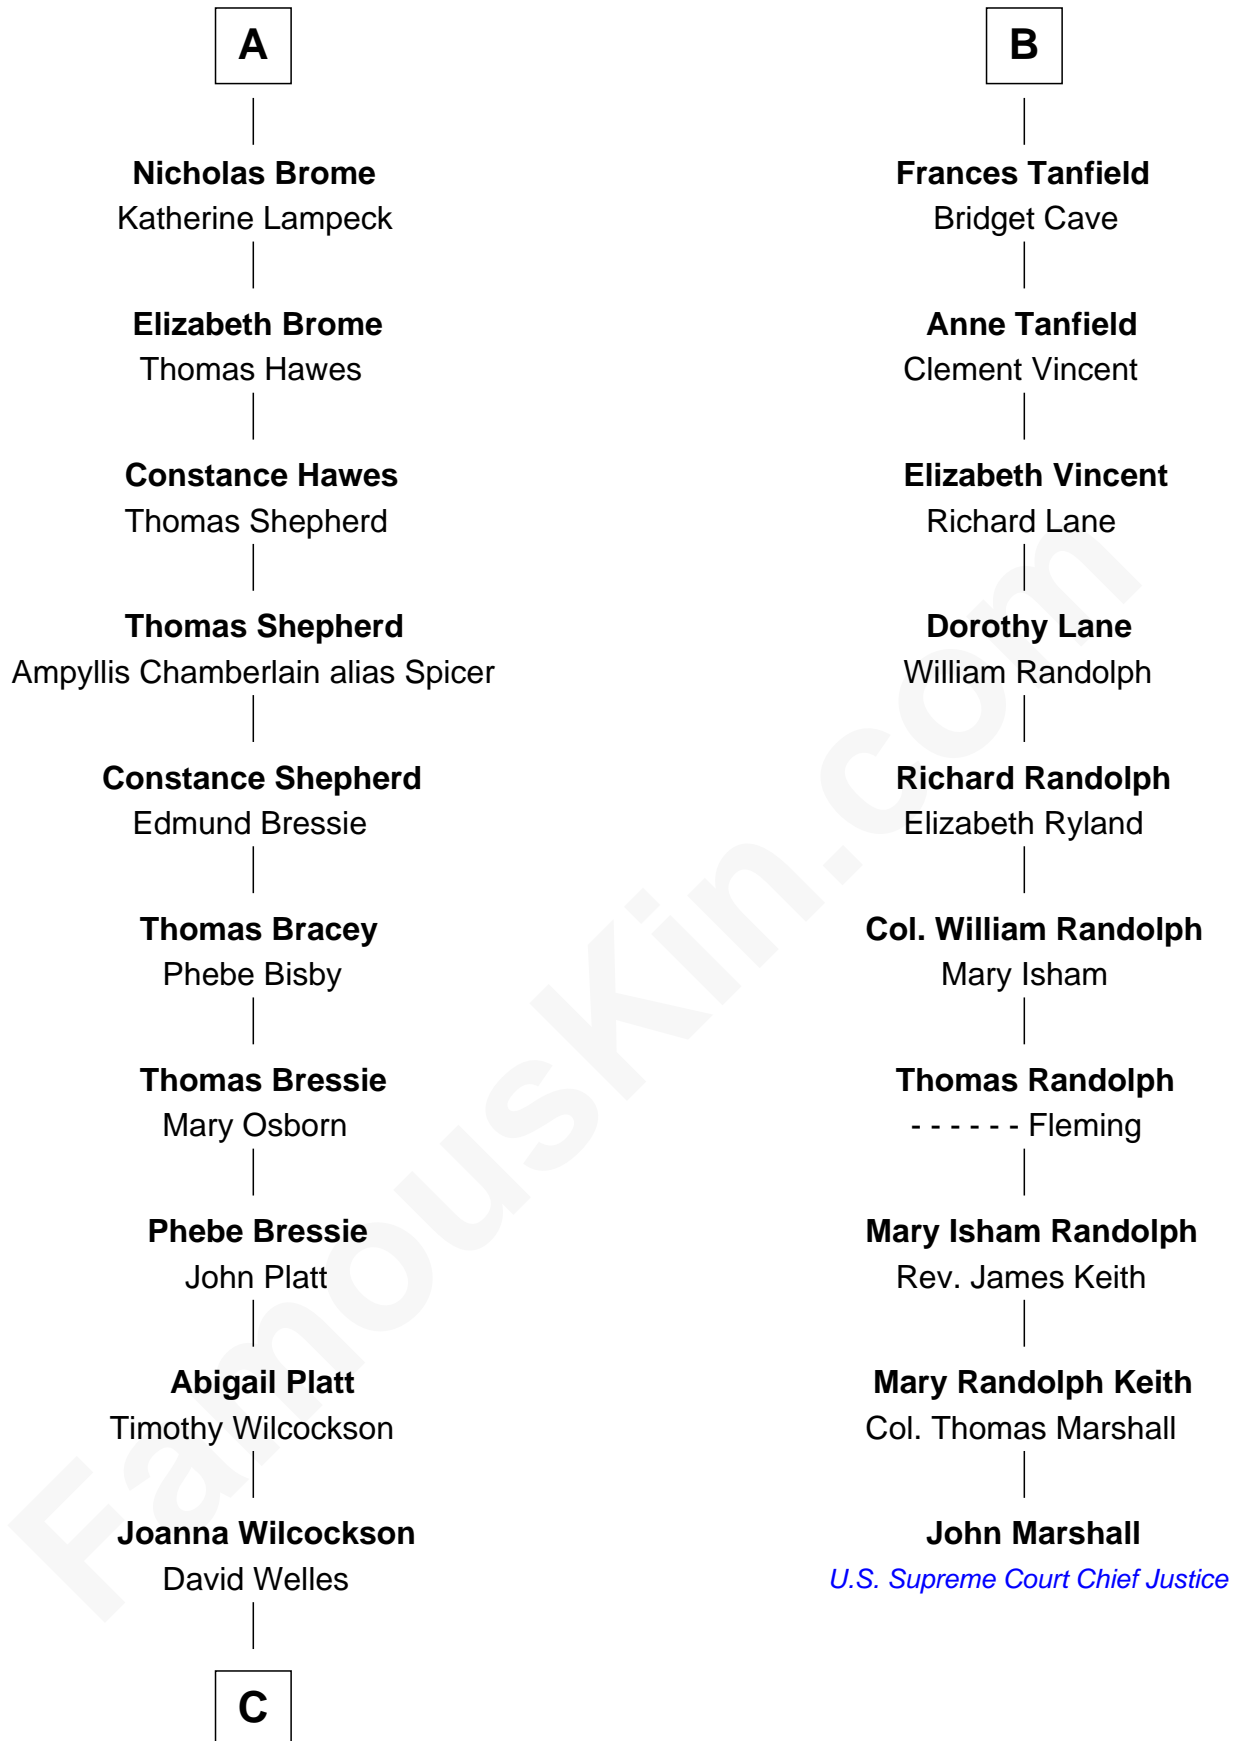 A
Nicholas Brome
Katherine Lampeck
Elizabeth Brome
Thomas Hawes
Constance Hawes
Thomas Shepherd
Thomas Shepherd
Ampyllis Chamberlain alias Spicer
Constance Shepherd
Edmund Bressie
Thomas Bracey
Phebe Bisby
Thomas Bressie
Mary Osborn
Phebe Bressie
John Platt
Abigail Platt
Timothy Wilcockson
Joanna Wilcockson
David Welles
C
B
Frances Tanfield
Bridget Cave
Anne Tanfield
Clement Vincent
Elizabeth Vincent
Richard Lane
Dorothy Lane
William Randolph
Richard Randolph
Elizabeth Ryland
Col. William Randolph
Mary Isham
Thomas Randolph
- - - - - - Fleming
Mary Isham Randolph
Rev. James Keith
Mary Randolph Keith
Col. Thomas Marshall
John Marshall
U.S. Supreme Court Chief Justice
FamousKin.com